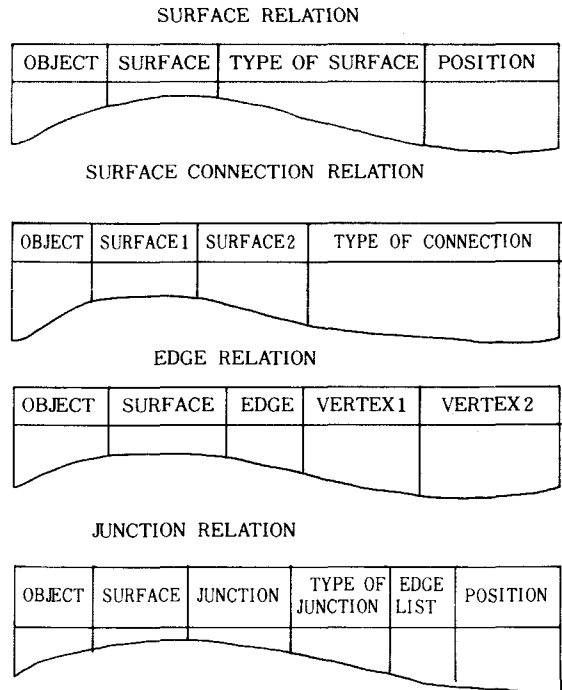 SURFACE RELATION
OBJECT SURFACE TYPE OF SURFACE POSITION
SURFACE CONNECTION RELATION
OBJECT SURFACE1 SURFACE2 TYPE OF CONNECTION
EDGE RELATION
OBJECT SURFACE EDGE VERTEX1 VERTEX2
JUNCTION RELATION
OBJECT SURFACE JUNCTION TYPE OF JUNCTION EDGE LIST POSITION